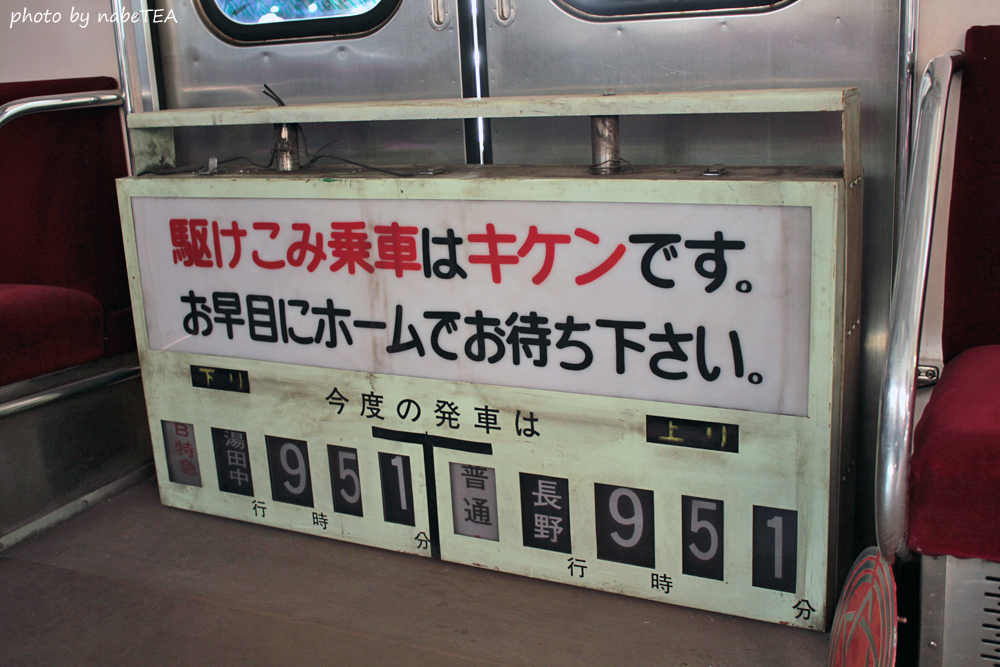 photo by nabeTEA
駆けこみ乗車はキケンです。
お早目にホームでお待ち下さい。
下り
今度の発車は
上り
B特急 湯田中行 9時51分
普通 長野行 9時51分